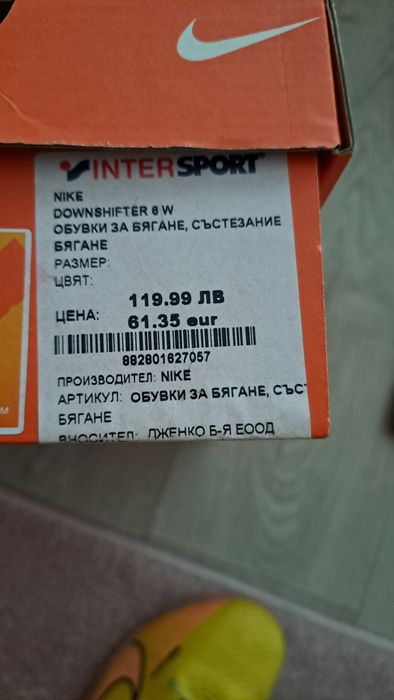 INTERSPORT
NIKE
DOWNSHIFTER 6 W
ОБУВКИ ЗА БЯГАНЕ, СЪСТЕЗАНИЕ
БЯГАНЕ
РАЗМЕР:
ЦВЯТ:
119.99 ЛВ
ЦЕНА: 61.35 eur
882801627057
ПРОИЗВОДИТЕЛ: NIKE
АРТИКУЛ: ОБУВКИ ЗА БЯГАНЕ, СЪСТ
БЯГАНЕ
ВНОСИТЕЛ: ДЖЕНКО Б-Я ЕООД